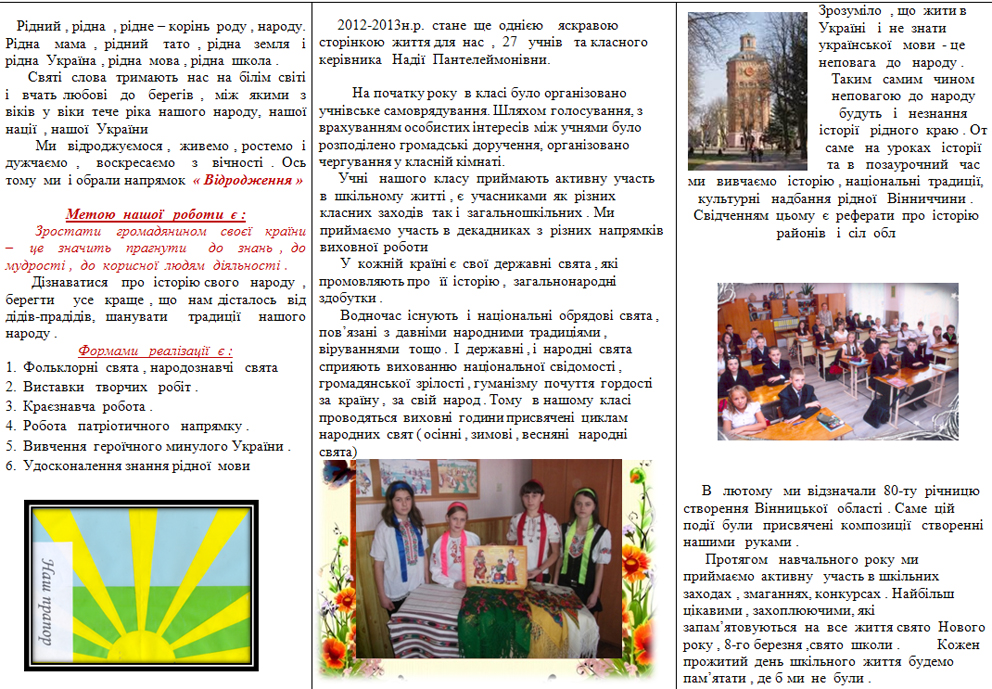 Рідний , рідна , рідне – корінь роду , народу.
Рідна мама , рідний тато , рідна земля і
рідна Україна , рідна мова , рідна школа .
Святі слова тримають нас на білім світі
і вчать любові до берегів , між якими з
віків у віки тече ріка нашого народу, нашої
нації , нашої України
Ми відроджуємося , живемо , ростемо і
дужчаємо , воскресаємо з вічності . Ось
тому ми і обрали напрямок « Відродження »
Метою нашої роботи є :
Зростати громадянином своєї країни
– це значить прагнути до знань , до
мудрості , до корисної людям діяльності .
Дізнаватися про історію свого народу ,
берегти усе краще , що нам дісталось від
дідів-прадідів, шанувати традиції нашого
народу .
Формами реалізації є :
1. Фольклорні свята , народознавчі свята
2. Виставки творчих робіт .
3. Краєзнавча робота .
4. Робота патріотичного напрямку .
5. Вивчення героїчного минулого України .
6. Удосконалення знання рідної мови
Наш прапор
2012-2013н.р. стане ще однією яскравою
сторінкою життя для нас , 27 учнів та класного
керівника Надії Пантелеймонівни.
На початку року в класі було організовано
учнівське самоврядування. Шляхом голосування, з
врахуванням особистих інтересів між учнями було
розподілено громадські доручення, організовано
чергування у класній кімнаті.
Учні нашого класу приймають активну участь
в шкільному житті , є учасниками як різних
класних заходів так і загальношкільних . Ми
приймаємо участь в декадниках з різних напрямків
виховної роботи
У кожній країні є свої державні свята , які
промовляють про її історію , загальнонародні
здобутки .
Водночас існують і національні обрядові свята ,
пов’язані з давніми народними традиціями ,
віруваннями тощо . І державні , і народні свята
сприяють вихованню національної свідомості ,
громадянської зрілості , гуманізму почуття гордості
за країну , за свій народ . Тому в нашому класі
проводяться виховні години присвячені циклам
народних свят ( осінні , зимові , весняні народні
свята)
Зрозуміло , що жити в
Україні і не знати
української мови - це
неповага до народу .
Таким самим чином
неповагою до народу
будуть і незнання
історії рідного краю . От
саме на уроках історії
та в позаурочний час
ми вивчаємо історію , національні традиції,
культурні надбання рідної Вінниччини .
Свідченням цьому є реферати про історію
районів і сіл обл
В лютому ми відзначали 80-ту річницю
створення Вінницької області . Саме цій
події були присвячені композиції створенні
нашими руками .
Протягом навчального року ми
приймаємо активну участь в шкільних
заходах , змаганнях, конкурсах . Найбільш
цікавими , захоплюючими, які
запам’ятовуються на все життя свято Нового
року , 8-го березня ,свято школи . Кожен
прожитий день шкільного життя будемо
пам’ятати , де б ми не були .